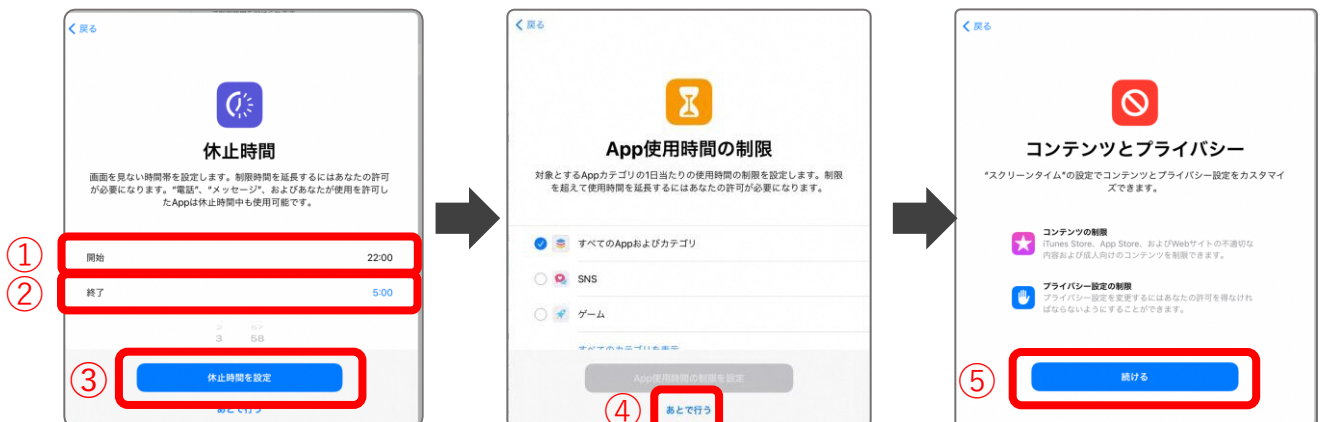 戻る
休止時間
画面を見ない時間帯を設定します。制限時間を延長するにはあなたの許可
が必要になります。“電話”、“メッセージ”、およびあなたが使用を許可し
たAppは休止時間中も使用可能です。
① 開始 22:00
② 終了 5:00
2 57
3 58
③ 休止時間を設定
あとで行う
戻る
App使用時間の制限
対象とするAppカテゴリの1日当たりの使用時間の制限を設定します。制限
を超えて使用時間を延長するにはあなたの許可が必要になります。
すべてのAppおよびカテゴリ
SNS
ゲーム
すべてのカテゴリを表示
App使用時間の制限を設定
④ あとで行う
戻る
コンテンツとプライバシー
“スクリーンタイム”の設定でコンテンツとプライバシー設定をカスタマイ
ズできます。
コンテンツの制限
iTunes Store、App Store、およびWebサイトの不適切な
内容および成人向けのコンテンツを制限できます。
プライバシー設定の制限
プライバシー設定を変更するにはあなたの許可を得なけれ
ばならないようにすることができます。
⑤ 続ける